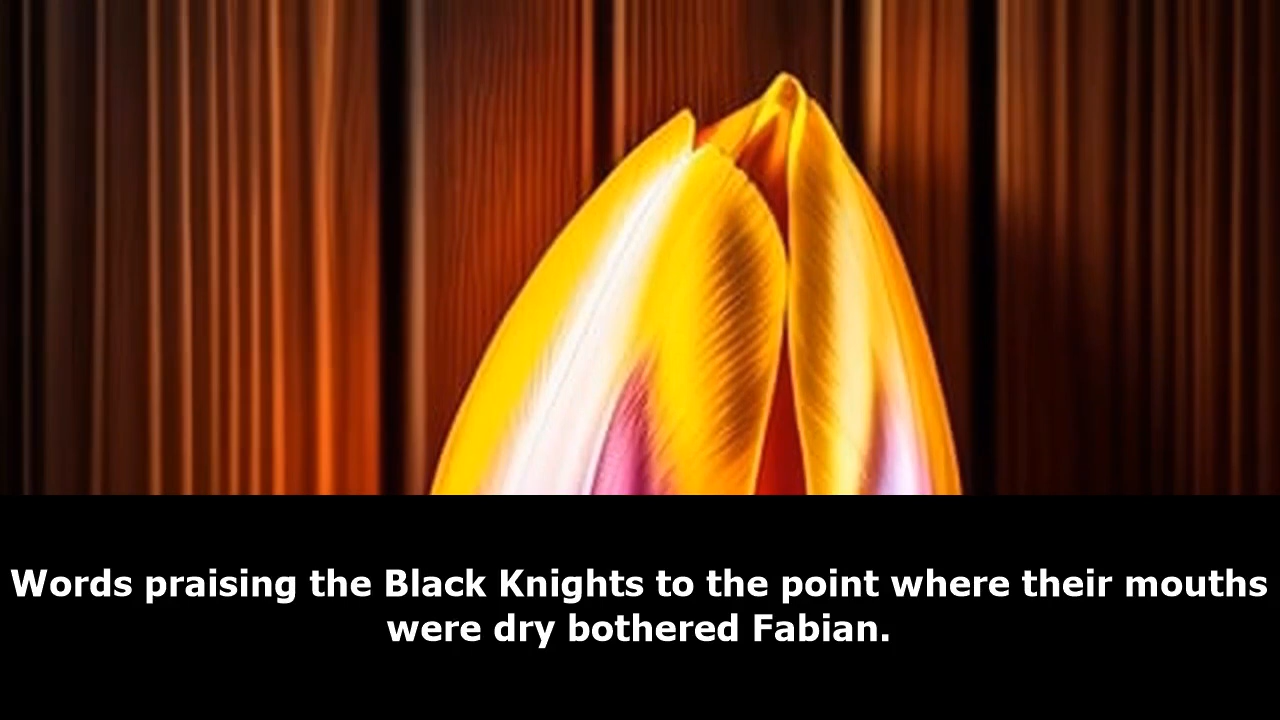 Words praising the Black Knights to the point where their mouths
were dry bothered Fabian.